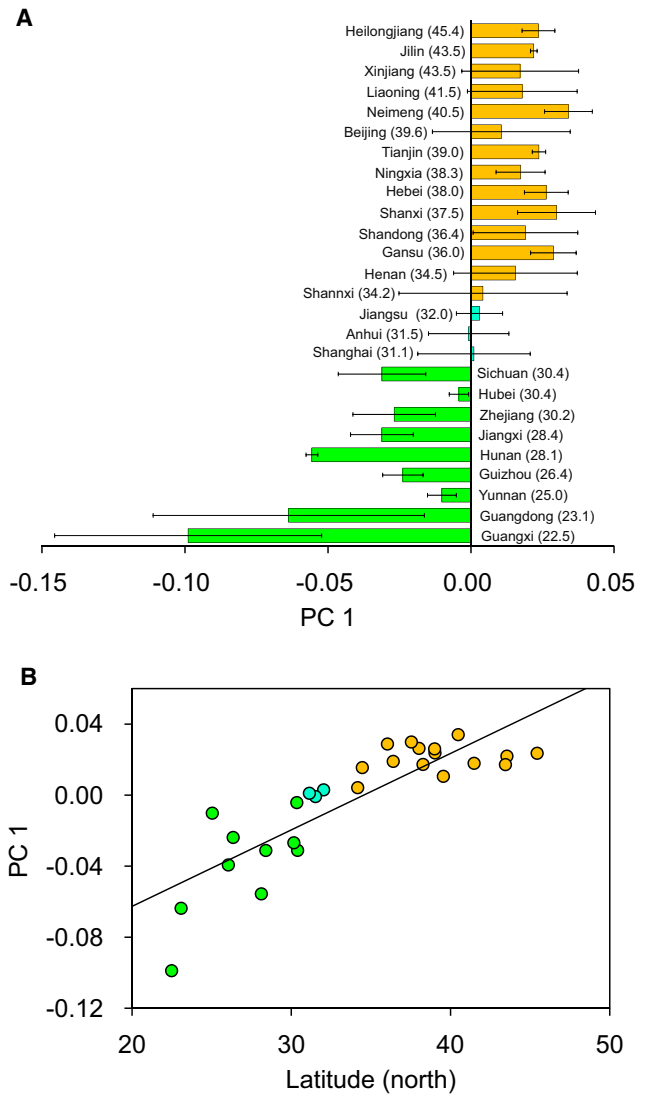 A
Heilongjiang (45.4)
Jilin (43.5)
Xinjiang (43.5)
Liaoning (41.5)
Neimeng (40.5)
Beijing (39.6)
Tianjin (39.0)
Ningxia (38.3)
Hebei (38.0)
Shanxi (37.5)
Shandong (36.4)
Gansu (36.0)
Henan (34.5)
Shannxi (34.2)
Jiangsu (32.0)
Anhui (31.5)
Shanghai (31.1)
Sichuan (30.4)
Hubei (30.4)
Zhejiang (30.2)
Jiangxi (28.4)
Hunan (28.1)
Guizhou (26.4)
Yunnan (25.0)
Guangdong (23.1)
Guangxi (22.5)
-0.15 -0.10 -0.05 0.00 0.05
PC 1
B
0.04
0.00
-0.04
-0.08
-0.12
PC 1
20 30 40 50
Latitude (north)